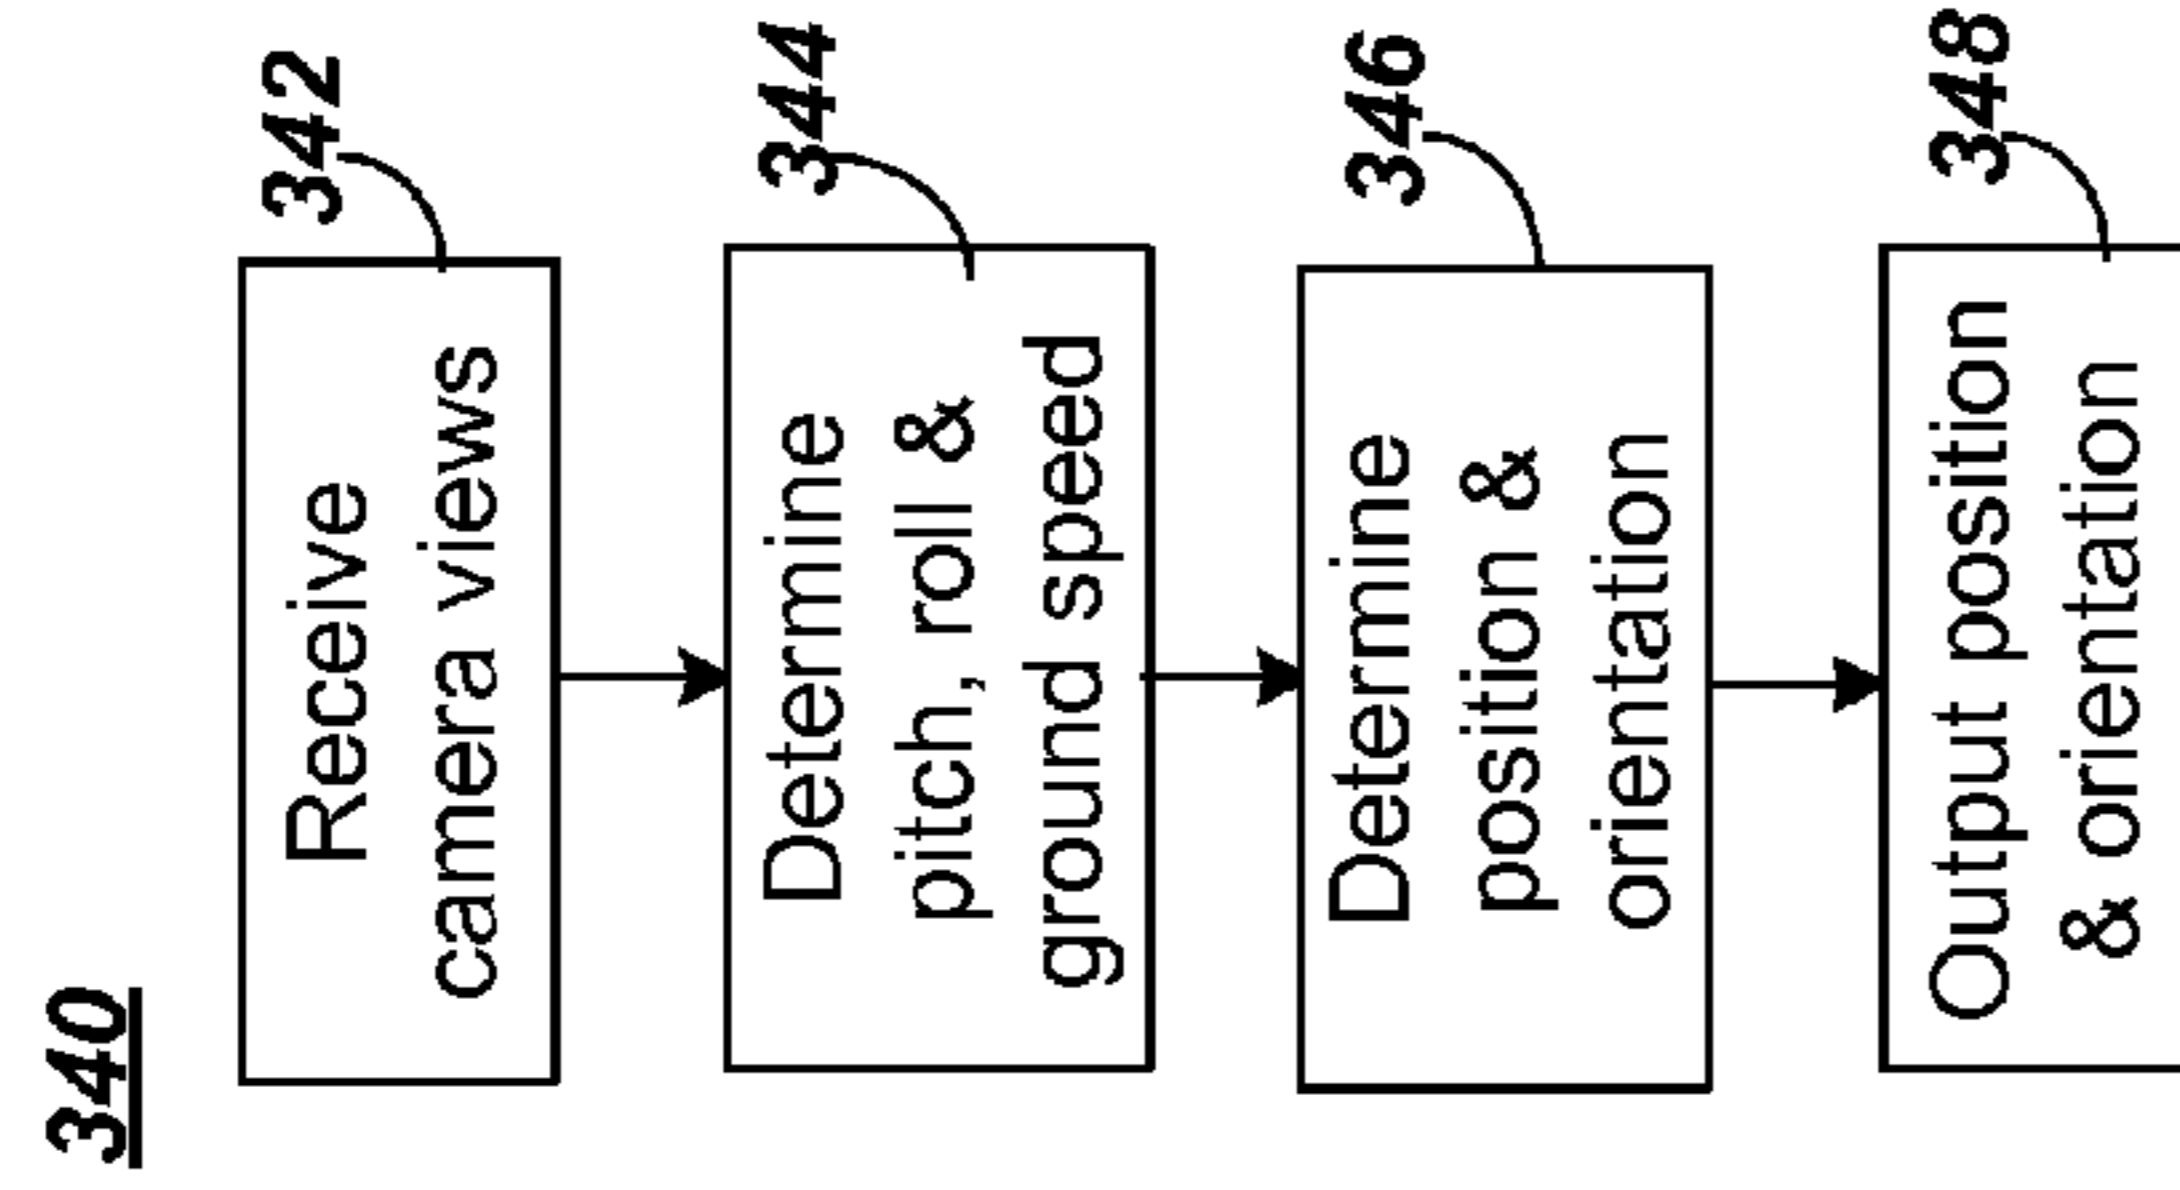 340
342
Receive
camera views
344
Determine
pitch, roll &
ground speed
346
Determine
position &
orientation
348
Output position
& orientation